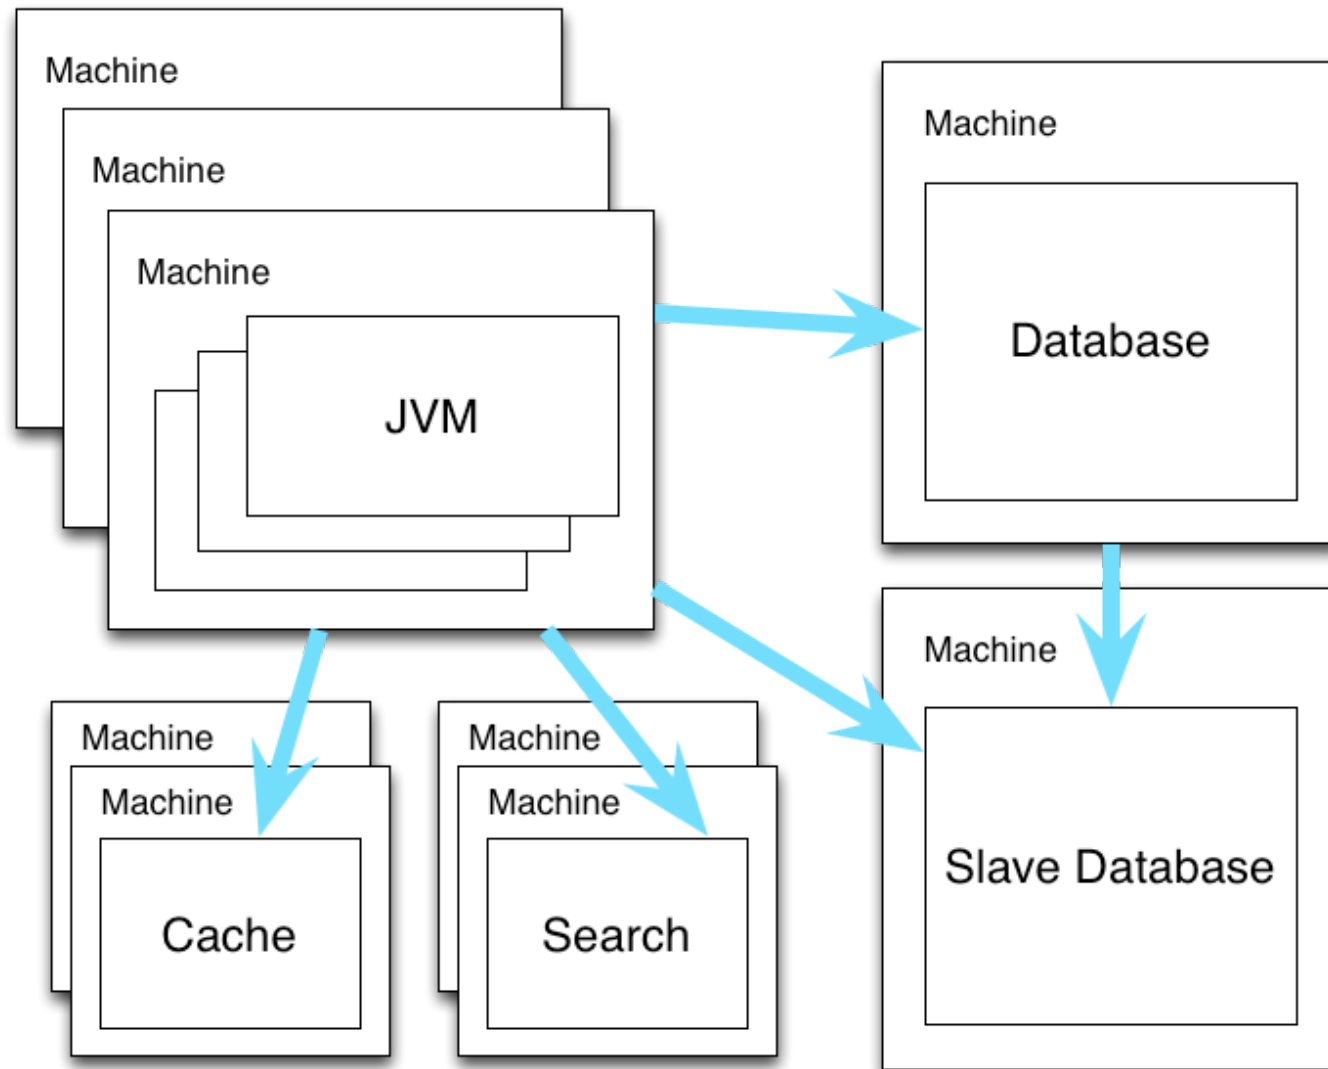 Machine
Machine
Machine
JVM
Machine
Database
Machine
Slave Database
Machine
Machine
Cache
Machine
Machine
Search